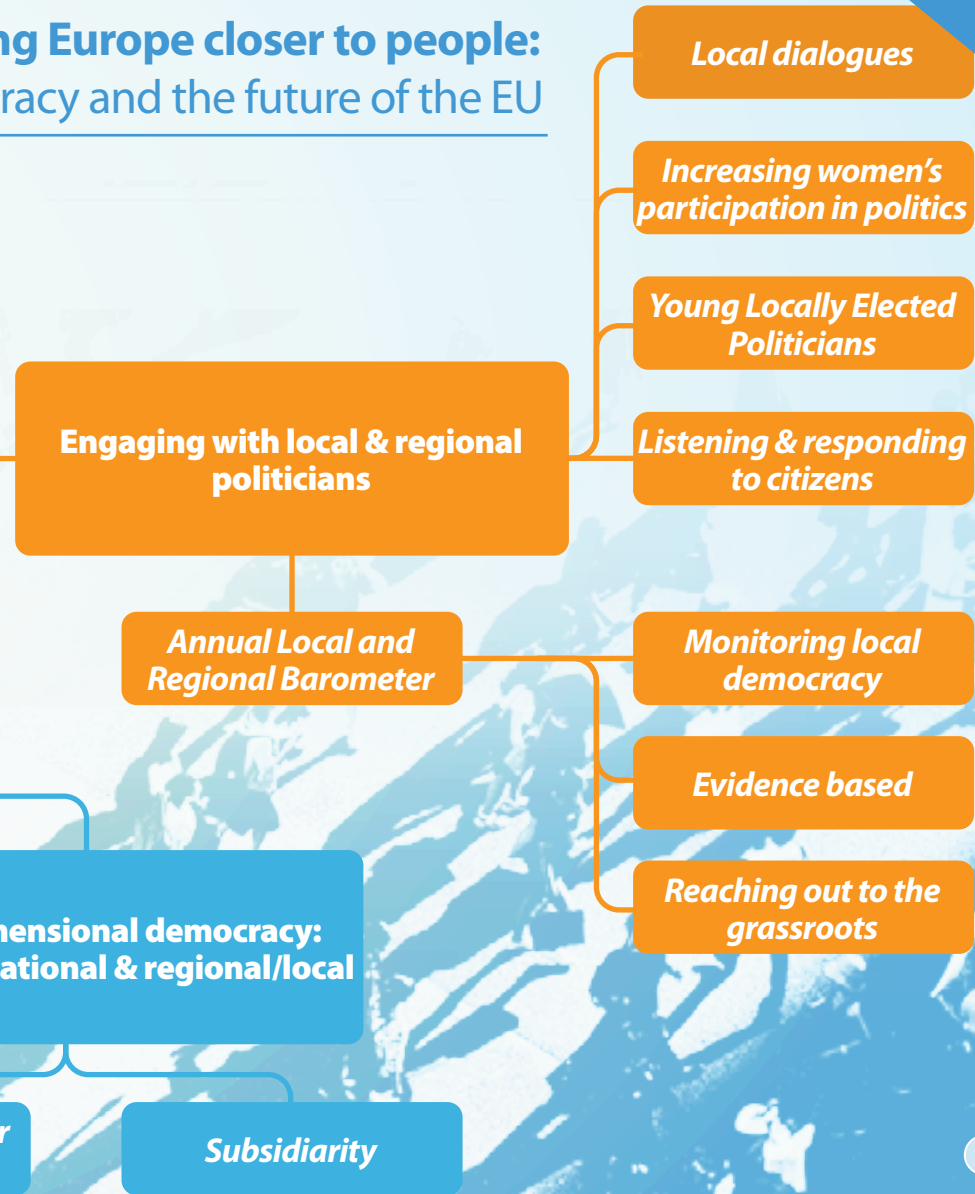 ng Europe closer to people:
racy and the future of the EU
Local dialogues
Increasing women's
participation in politics
Young Locally Elected
Politicians
Engaging with local & regional
politicians
Listening & responding
to citizens
Annual Local and
Regional Barometer
Monitoring local
democracy
Evidence based
Reaching out to the
grassroots
mensional democracy:
ational & regional/local
r
Subsidiarity